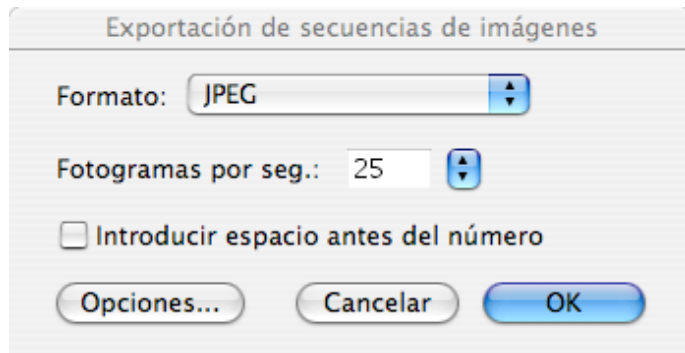 Exportación de secuencias de imágenes
Formato: JPEG
Fotogramas por seg.: 25
Introducir espacio antes del número
Opciones... Cancelar OK